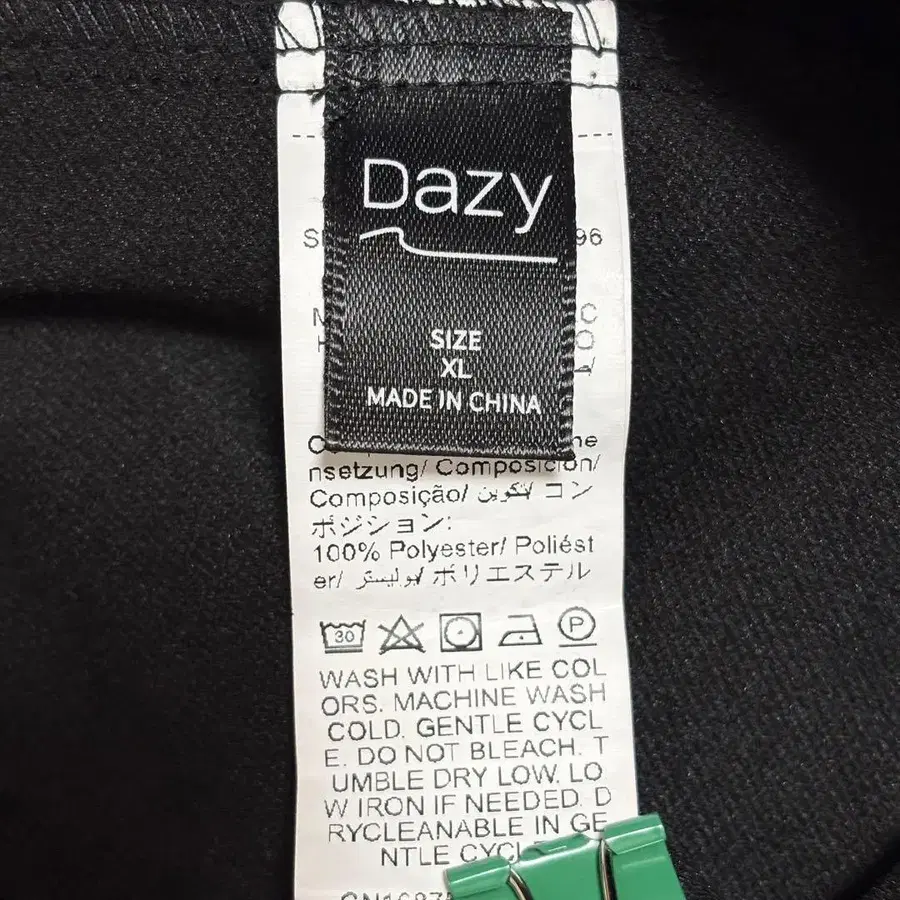 Dazy
96
SIZE
XL
MADE IN CHINA
nsetzung/ Composición/
Composição/ تكوين/ コン
ポジション:
100% Polyester/ Poliést
er/ بوليستر/ ポリエステル
30 P
WASH WITH LIKE COL
ORS. MACHINE WASH
COLD. GENTLE CYCL
E. DO NOT BLEACH. T
UMBLE DRY LOW. LO
W IRON IF NEEDED. D
RYCLEANABLE IN GE
NTLE CYCL